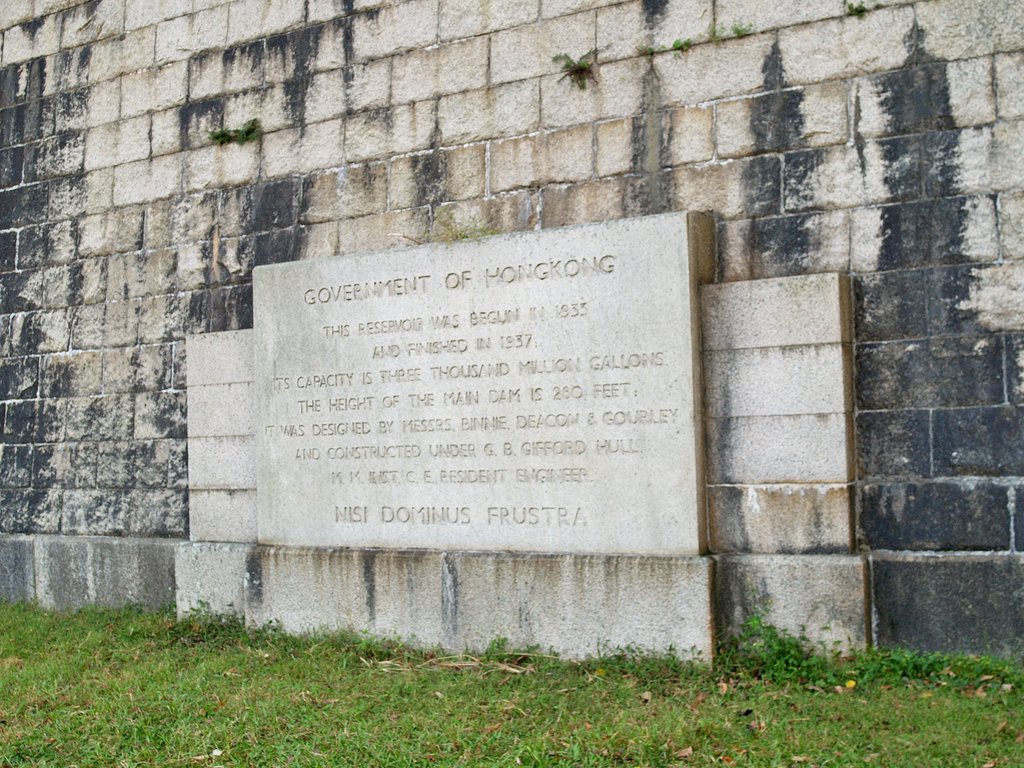 GOVERNMENT OF HONGKONG
THIS RESERVOIR WAS BEGUN IN 1933
AND FINISHED IN 1937:
ITS CAPACITY IS THREE THOUSAND MILLION GALLONS
THE HEIGHT OF THE MAIN DAM IS 280 FEET:
IT WAS DESIGNED BY MESSRS. BINNIE, DEACON & GOURLEY
AND CONSTRUCTED UNDER G. B. GIFFORD HULL,
M. M. INST. C. E. RESIDENT ENGINEER.
NISI DOMINUS FRUSTRA